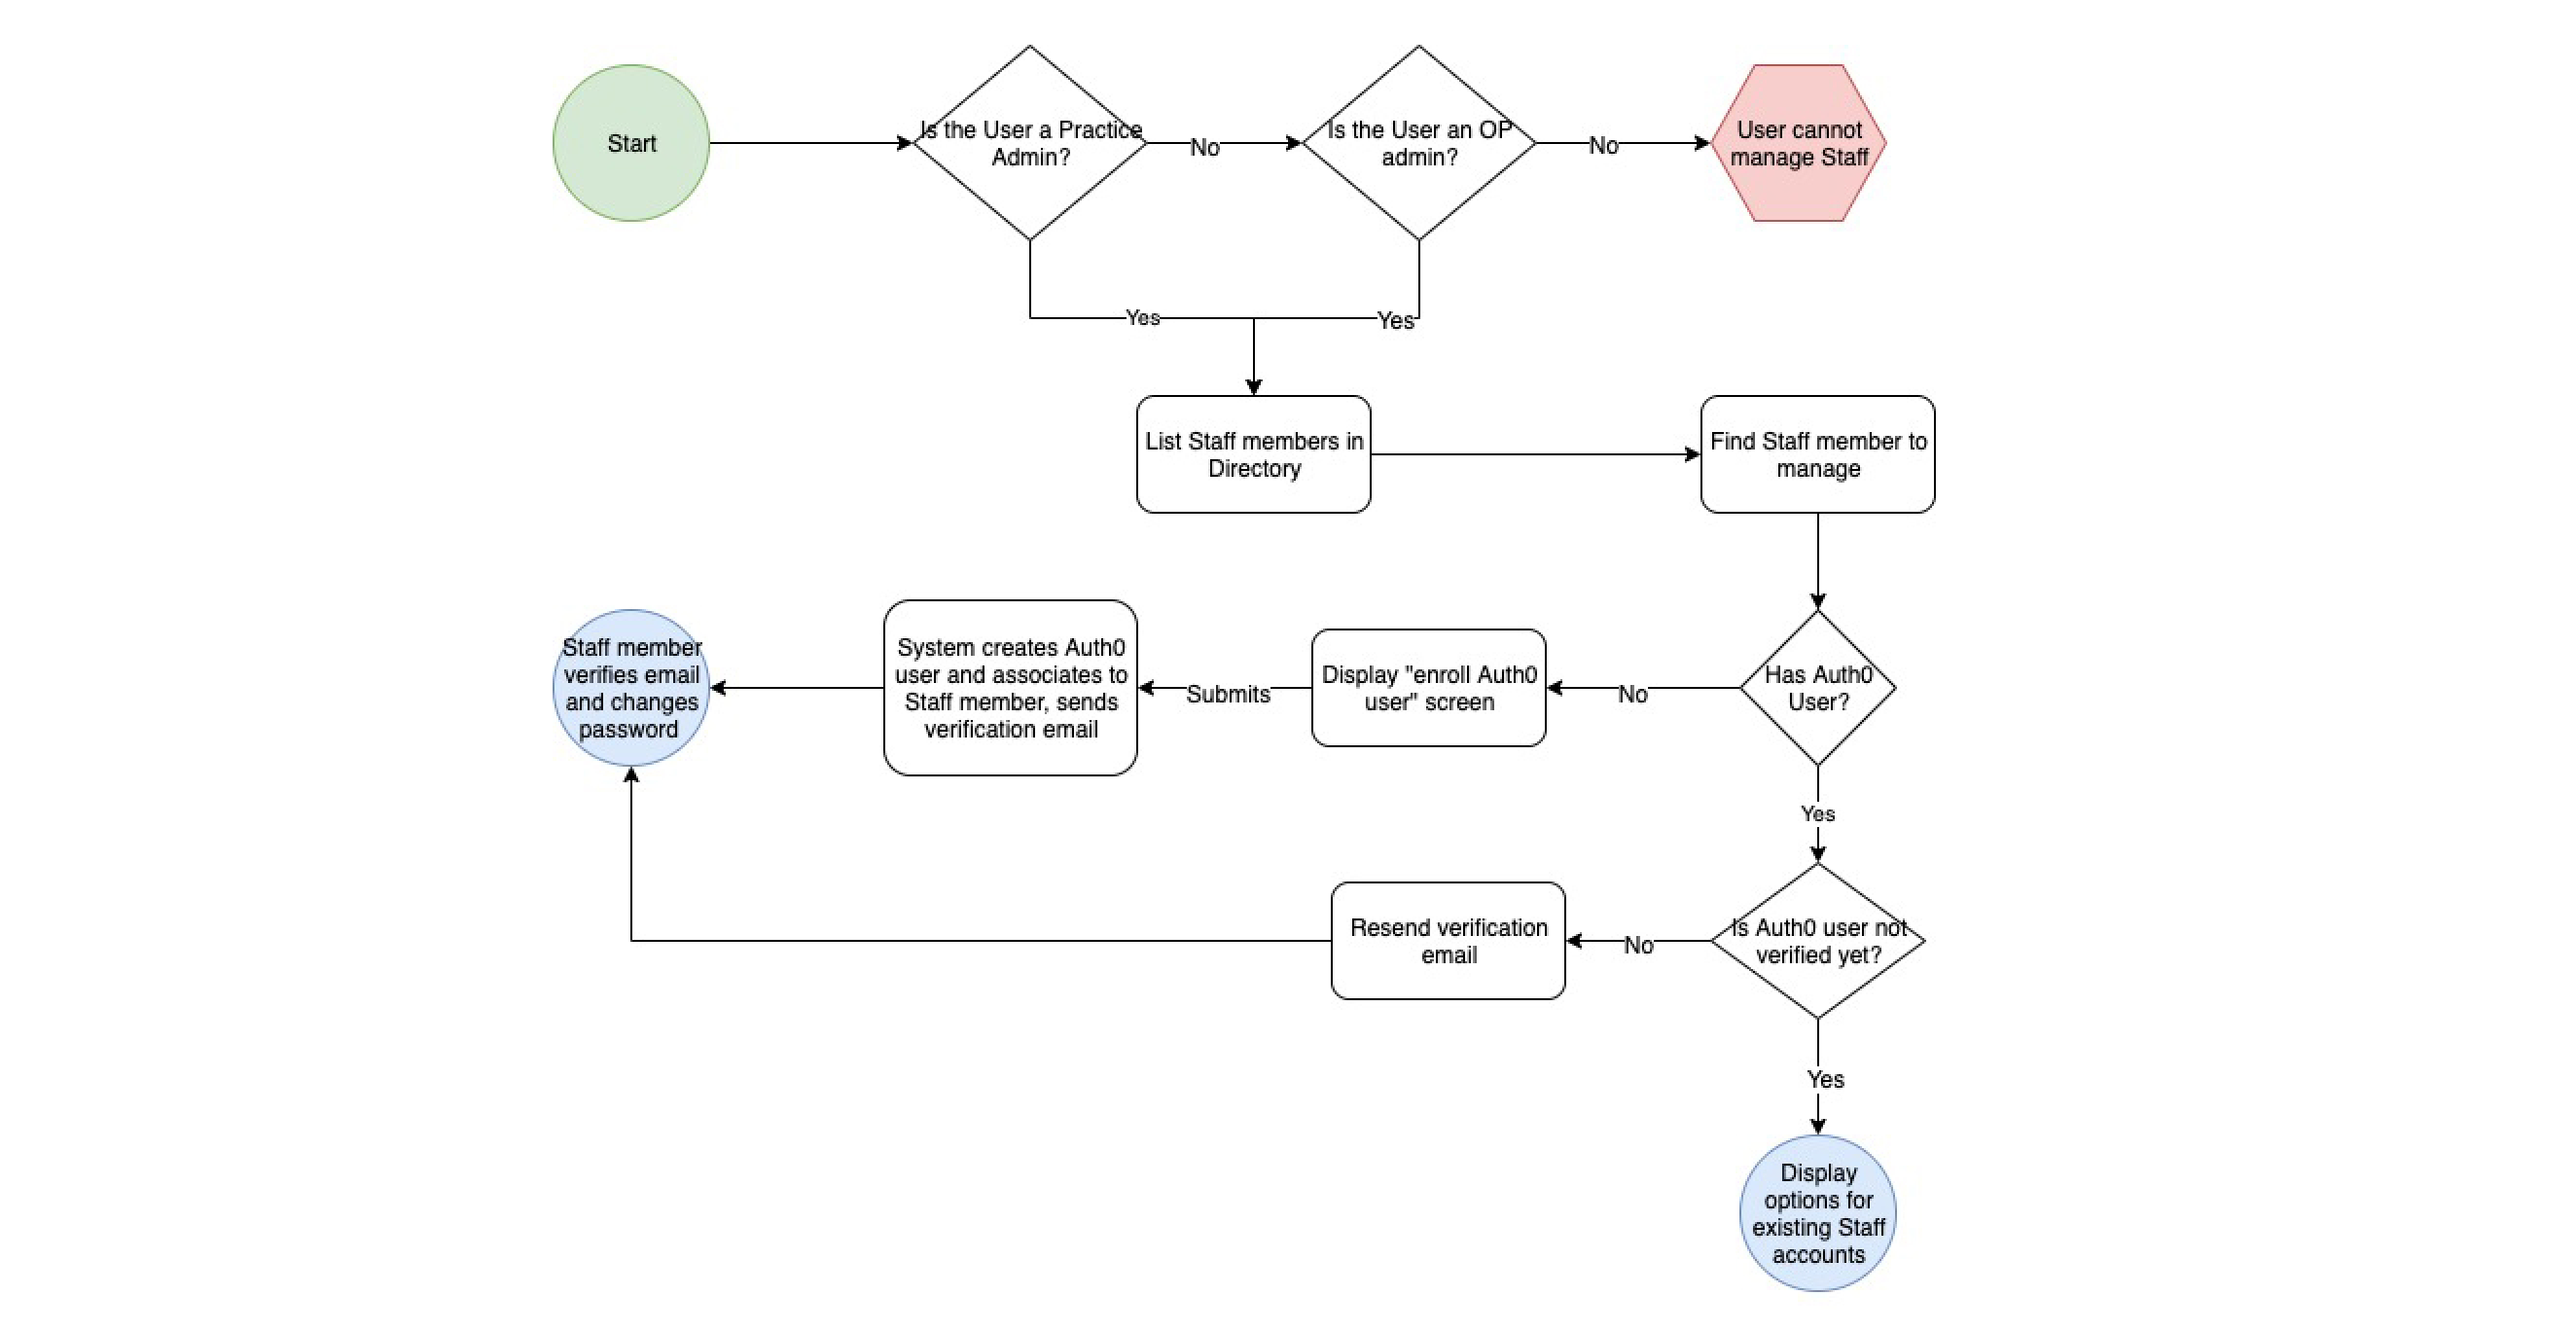 Start
Is the User a Practice
Admin?
No
Is the User an OP
admin?
No
User cannot
manage Staff
Yes
Yes
List Staff members in
Directory
Find Staff member to
manage
Staff member
verifies email
and changes
password
System creates Auth0
user and associates to
Staff member, sends
verification email
Submits
Display "enroll Auth0
user" screen
No
Has Auth0
User?
Yes
Resend verification
email
No
Is Auth0 user not
verified yet?
Yes
Display
options for
existing Staff
accounts